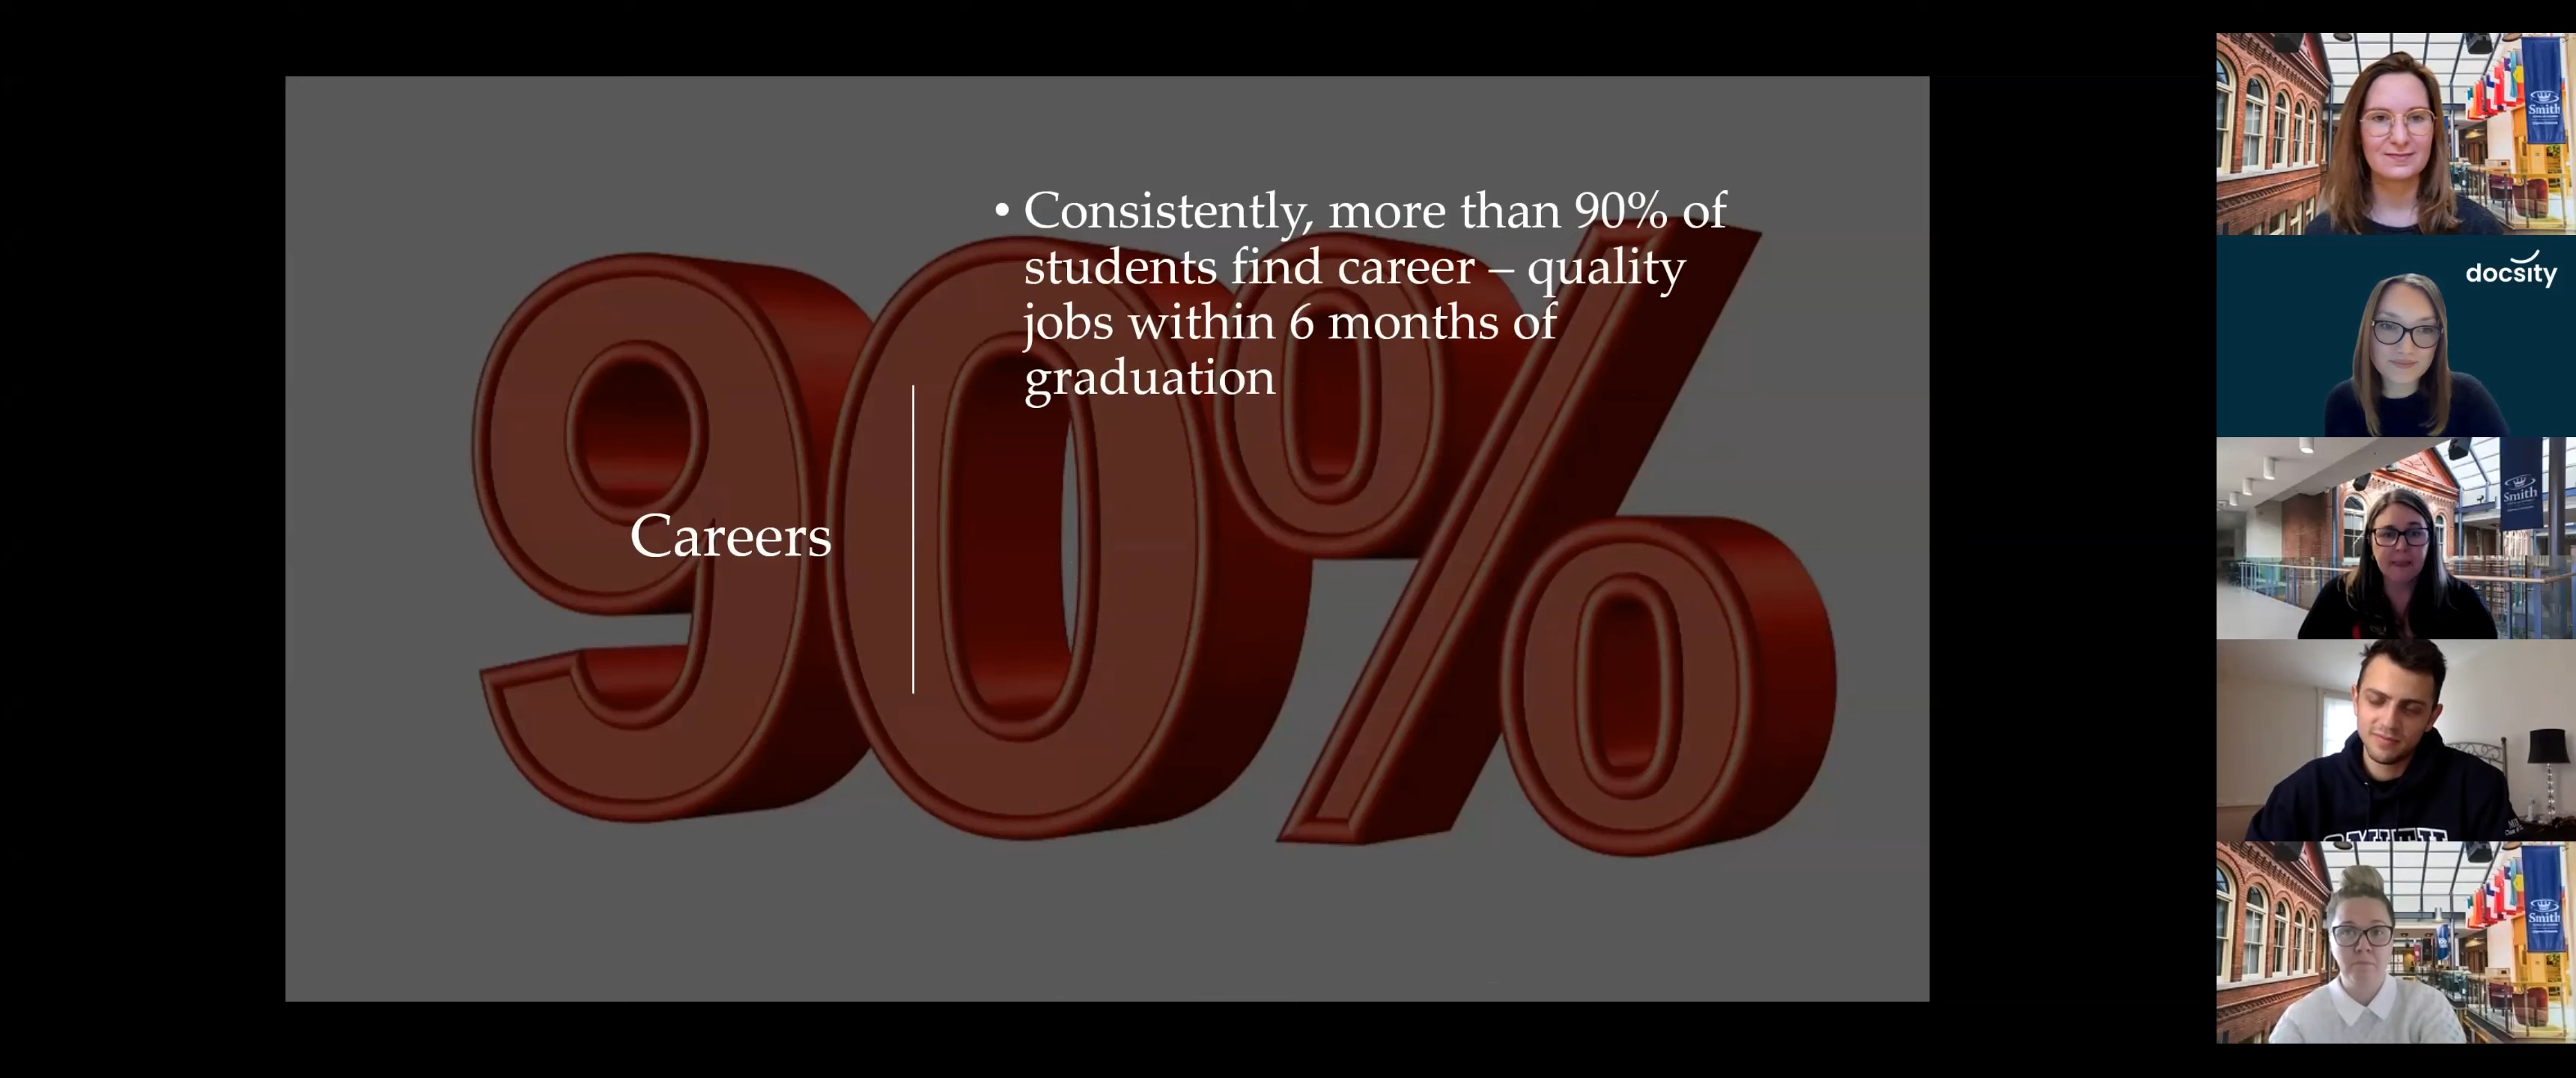 90%
• Consistently, more than 90% of
students find career – quality
jobs within 6 months of
graduation
Careers
Smith
docsity
Smith
SMITH
Smith